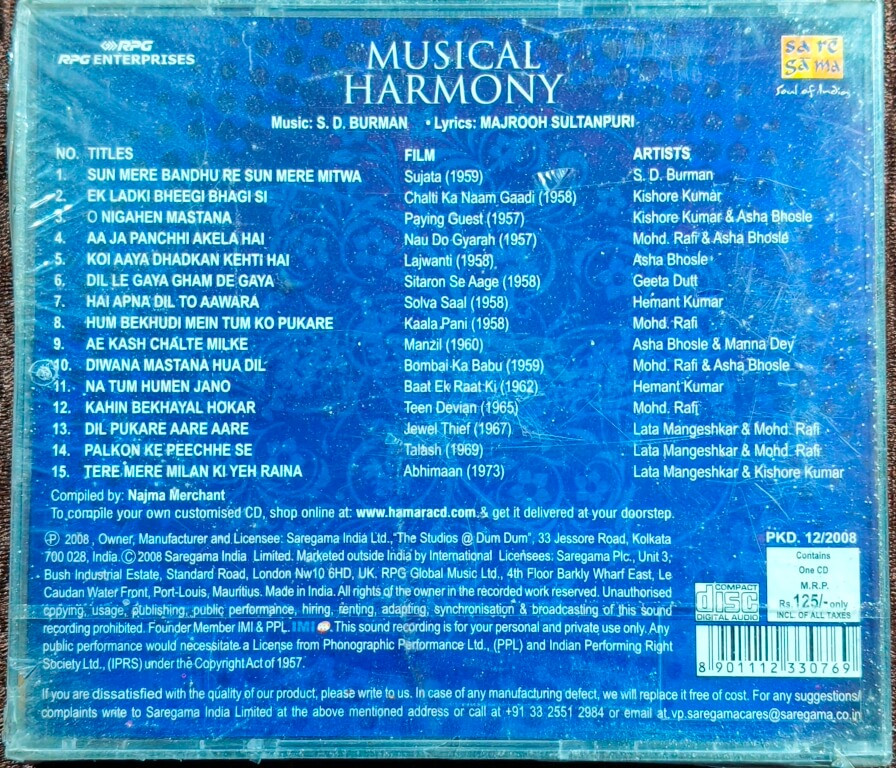 RPG
RPG ENTERPRISES
MUSICAL
HARMONY
sa re
ga ma
Soul of India
Music: S. D. BURMAN • Lyrics: MAJROOH SULTANPURI
NO. TITLES FILM ARTISTS
1. SUN MERE BANDHU RE SUN MERE MITWA Sujata (1959) S. D. Burman
2. EK LADKI BHEEGI BHAGI SI Chalti Ka Naam Gaadi (1958) Kishore Kumar
3. O NIGAHEN MASTANA Paying Guest (1957) Kishore Kumar & Asha Bhosle
4. AA JA PANCHHI AKELA HAI Nau Do Gyarah (1957) Mohd. Rafi & Asha Bhosle
5. KOI AAYA DHADKAN KEHTI HAI Lajwanti (1958) Asha Bhosle
6. DIL LE GAYA GHAM DE GAYA Sitaron Se Aage (1958) Geeta Dutt
7. HAI APNA DIL TO AAWARA Solva Saal (1958) Hemant Kumar
8. HUM BEKHUDI MEIN TUM KO PUKARE Kaala Pani (1958) Mohd. Rafi
9. AE KASH CHALTE MILKE Manzil (1960) Asha Bhosle & Manna Dey
10. DIWANA MASTANA HUA DIL Bombai Ka Babu (1959) Mohd. Rafi & Asha Bhosle
11. NA TUM HUMEN JANO Baat Ek Raat Ki (1962) Hemant Kumar
12. KAHIN BEKHAYAL HOKAR Teen Devian (1965) Mohd. Rafi
13. DIL PUKARE AARE AARE Jewel Thief (1967) Lata Mangeshkar & Mohd. Rafi
14. PALKON KE PEECHHE SE Talash (1969) Lata Mangeshkar & Mohd. Rafi
15. TERE MERE MILAN KI YEH RAINA Abhimaan (1973) Lata Mangeshkar & Kishore Kumar
Compiled by: Najma Merchant
To compile your own customised CD, shop online at: www.hamaracd.com & get it delivered at your doorstep.
Ⓟ 2008, Owner, Manufacturer and Licensee: Saregama India Ltd., "The Studios @ Dum Dum", 33 Jessore Road, Kolkata
700 028, India. © 2008 Saregama India Limited. Marketed outside India by International Licensees: Saregama Plc., Unit 3,
Bush Industrial Estate, Standard Road, London Nw10 6HD, UK. RPG Global Music Ltd., 4th Floor Barkly Wharf East, Le
Caudan Water Front, Port-Louis, Mauritius. Made in India. All rights of the owner in the recorded work reserved. Unauthorised
copying, usage, publishing, public performance, hiring, renting, adapting, synchronisation & broadcasting of this sound
recording prohibited. Founder Member IMI & PPL. IMI. This sound recording is for your personal and private use only. Any
public performance would necessitate a License from Phonographic Performance Ltd., (PPL) and Indian Performing Right
Society Ltd., (IPRS) under the Copyright Act of 1957.
PKD. 12/2008
Contains
One CD
M.R.P.
Rs. 125/- only
INCL. OF ALL TAXES
COMPACT
disc
DIGITAL AUDIO
8 901112 330769
If you are dissatisfied with the quality of our product, please write to us. In case of any manufacturing defect, we will replace it free of cost. For any suggestions/
complaints write to Saregama India Limited at the above mentioned address or call at +91 33 2551 2984 or email at vp.saregamacares@saregama.co.in